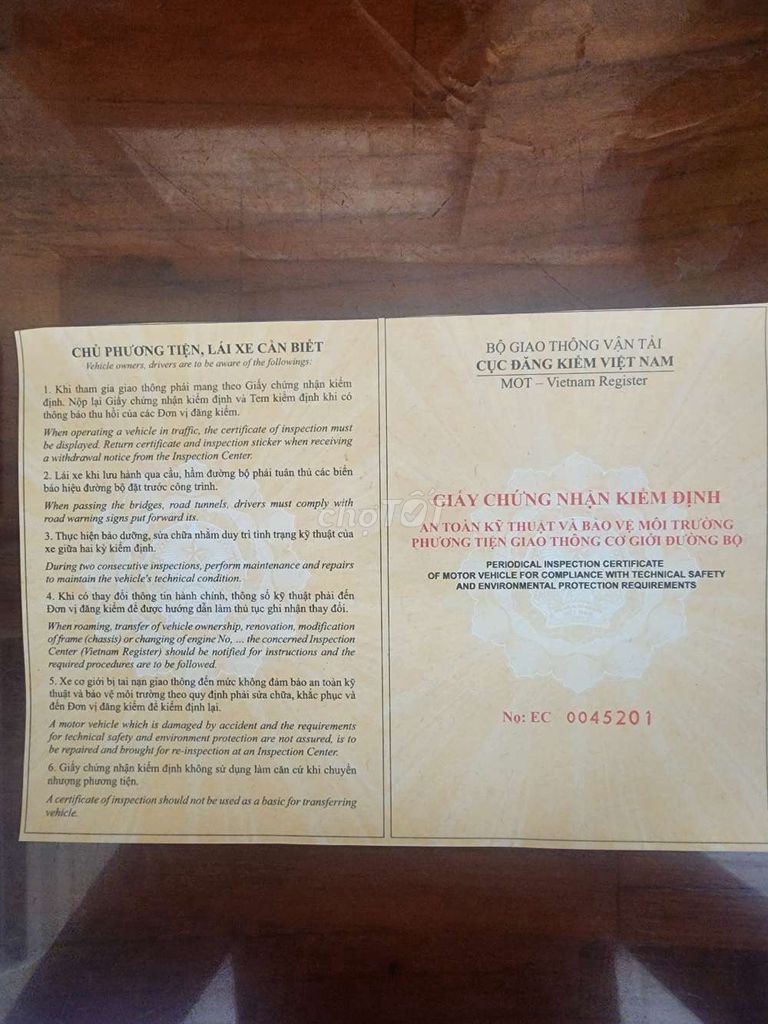 CHỦ PHƯƠNG TIỆN, LÁI XE CẦN BIẾT
Vehicle owners, drivers are to be aware of the followings:
1. Khi tham gia giao thông phải mang theo Giấy chứng nhận kiểm
định. Nộp lại Giấy chứng nhận kiểm định và Tem kiểm định khi có
thông báo thu hồi của các Đơn vị đăng kiểm.
When operating a vehicle in traffic, the certificate of inspection must
be displayed. Return certificate and inspection sticker when receiving
a withdrawal notice from the Inspection Center.
2. Lái xe khi lưu hành qua cầu, hầm đường bộ phải tuân thủ các biển
báo hiệu đường bộ đặt trước công trình.
When passing the bridges, road tunnels, drivers must comply with
road warning signs put forward its.
3. Thực hiện bảo dưỡng, sửa chữa nhằm duy trì tình trạng kỹ thuật của
xe giữa hai kỳ kiểm định.
During two consecutive inspections, perform maintenance and repairs
to maintain the vehicle's technical condition.
4. Khi có thay đổi thông tin hành chính, thông số kỹ thuật phải đến
Đơn vị đăng kiểm để được hướng dẫn làm thủ tục ghi nhận thay đổi.
When roaming, transfer of vehicle ownership, renovation, modification
of frame (chassis) or changing of engine No, ... the concerned Inspection
Center (Vietnam Register) should be notified for instructions and the
required procedures are to be followed.
5. Xe cơ giới bị tai nạn giao thông đến mức không đảm bảo an toàn kỹ
thuật và bảo vệ môi trường theo quy định phải sửa chữa, khắc phục và
đến Đơn vị đăng kiểm để kiểm định lại.
A motor vehicle which is damaged by accident and the requirements
for technical safety and environment protection are not assured, is to
be repaired and brought for re-inspection at an Inspection Center.
6. Giấy chứng nhận kiểm định không sử dụng làm căn cứ khi chuyển
nhượng phương tiện.
A certificate of inspection should not be used as a basic for transferring
vehicle.
BỘ GIAO THÔNG VẬN TẢI
CỤC ĐĂNG KIỂM VIỆT NAM
MOT – Vietnam Register
GIẤY CHỨNG NHẬN KIỂM ĐỊNH
AN TOÀN KỸ THUẬT VÀ BẢO VỆ MÔI TRƯỜNG
PHƯƠNG TIỆN GIAO THÔNG CƠ GIỚI ĐƯỜNG BỘ
PERIODICAL INSPECTION CERTIFICATE
OF MOTOR VEHICLE FOR COMPLIANCE WITH TECHNICAL SAFETY
AND ENVIRONMENTAL PROTECTION REQUIREMENTS
No: EC 0045201
chợTỐT